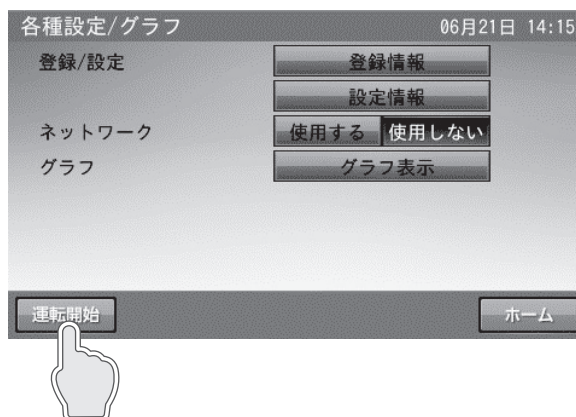 各種設定/グラフ 06月21日 14:15
登録/設定 登録情報
設定情報
ネットワーク 使用する 使用しない
グラフ グラフ表示
運転開始 ホーム